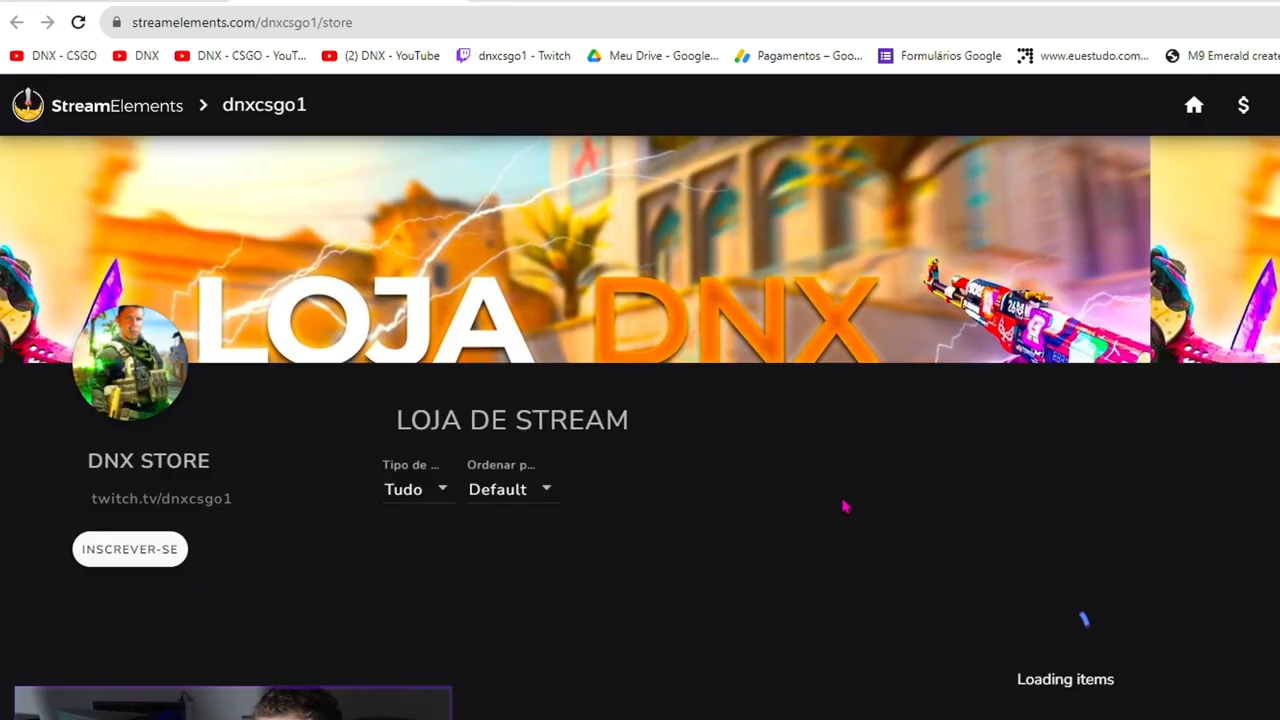 streamelements.com/dnxcsgo1/store
DNX - CSGO
DNX
DNX - CSGO - YouT...
(2) DNX - YouTube
dnxcsgo1 - Twitch
Meu Drive - Google...
Pagamentos – Goo...
Formulários Google
www.euestudo.com...
M9 Emerald create
StreamElements
dnxcsgo1
$
LOJA DNX
LOJA DE STREAM
Tipo de ...
Ordenar p...
Tudo
Default
DNX STORE
twitch.tv/dnxcsgo1
INSCREVER-SE
Loading items